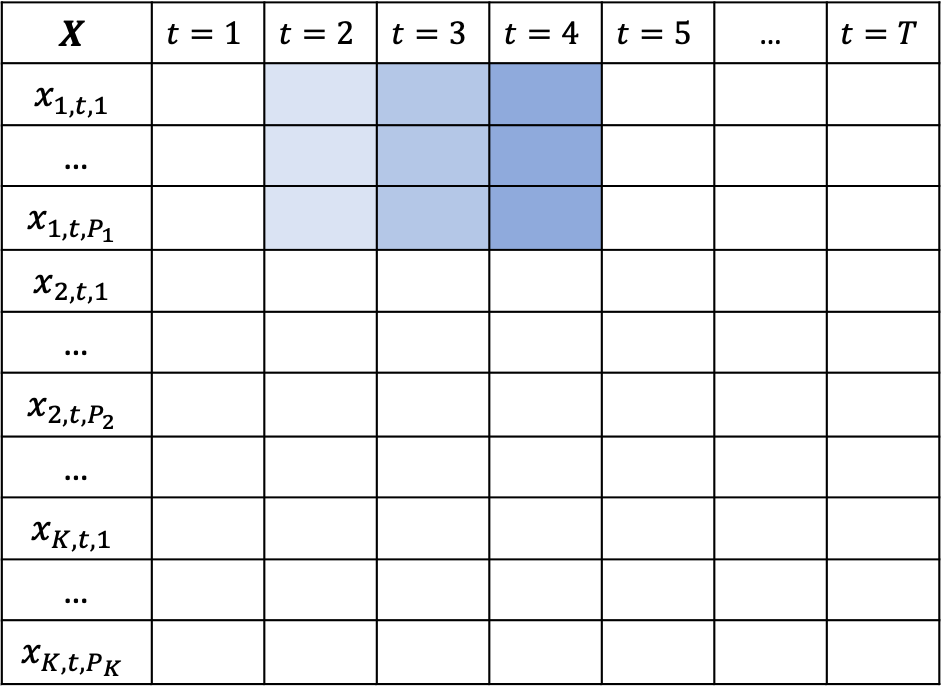 X t = 1 t = 2 t = 3 t = 4 t = 5 ... t = T
x_{1,t,1}
...
x_{1,t,P_1}
x_{2,t,1}
...
x_{2,t,P_2}
...
x_{K,t,1}
...
x_{K,t,P_K}